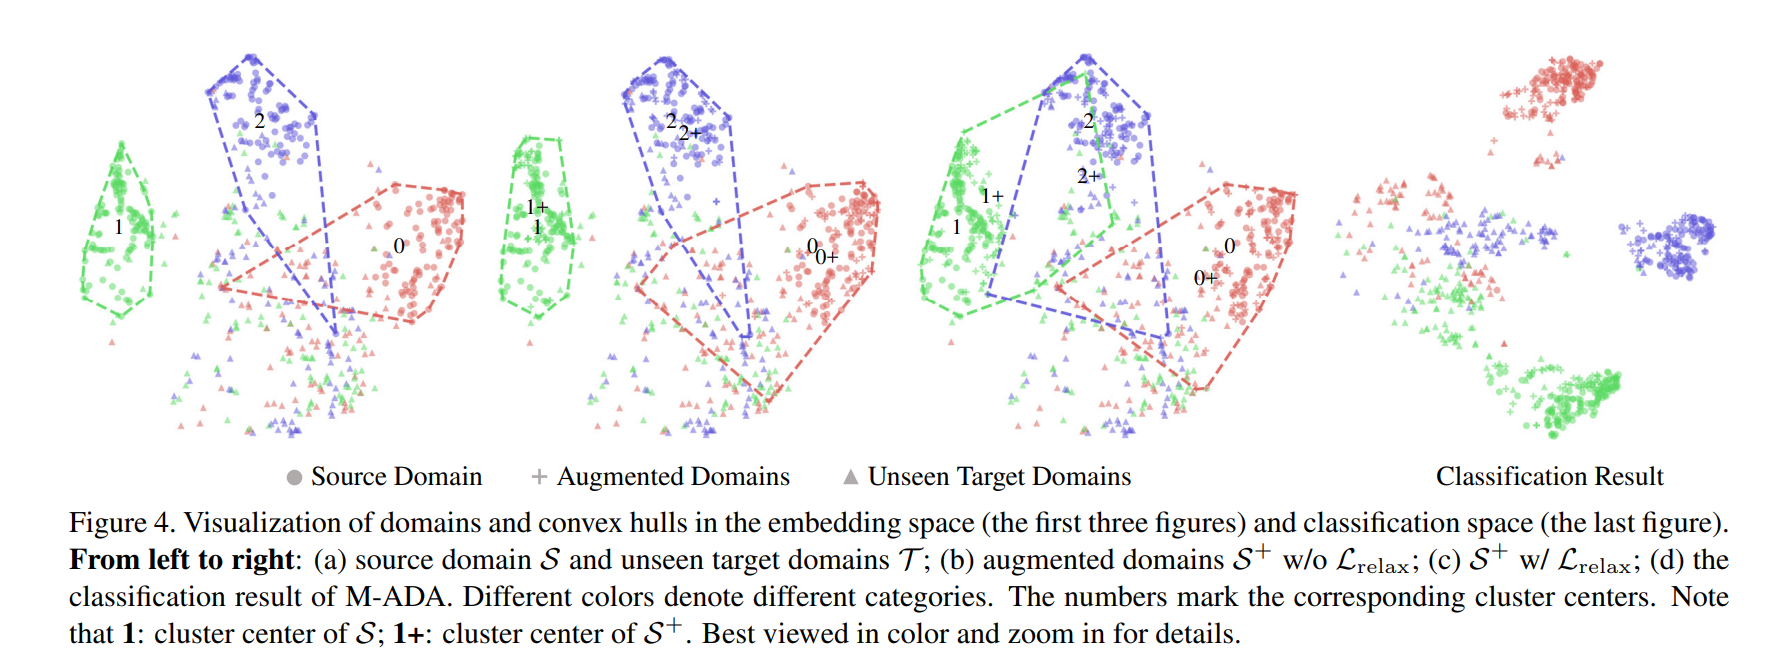 2
1
0
2
2+
1+
1
0
0+
2
2+
1+
1
0
0+
Source Domain
Augmented Domains
Unseen Target Domains
Classification Result
Figure 4. Visualization of domains and convex hulls in the embedding space (the first three figures) and classification space (the last figure).
From left to right: (a) source domain 𝒮 and unseen target domains 𝒯; (b) augmented domains 𝒮⁺ w/o ℒ_relax; (c) 𝒮⁺ w/ ℒ_relax; (d) the
classification result of M-ADA. Different colors denote different categories. The numbers mark the corresponding cluster centers. Note
that 1: cluster center of 𝒮; 1+: cluster center of 𝒮⁺. Best viewed in color and zoom in for details.